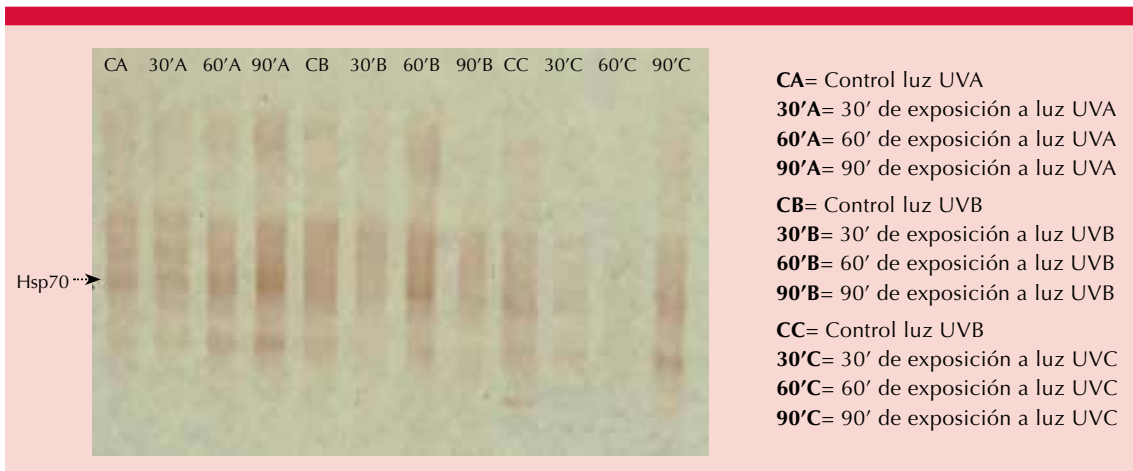 CA 30′A 60′A 90′A CB 30′B 60′B 90′B CC 30′C 60′C 90′C
Hsp70
CA= Control luz UVA
30′A= 30′ de exposición a luz UVA
60′A= 60′ de exposición a luz UVA
90′A= 90′ de exposición a luz UVA
CB= Control luz UVB
30′B= 30′ de exposición a luz UVB
60′B= 60′ de exposición a luz UVB
90′B= 90′ de exposición a luz UVB
CC= Control luz UVB
30′C= 30′ de exposición a luz UVC
60′C= 60′ de exposición a luz UVC
90′C= 90′ de exposición a luz UVC